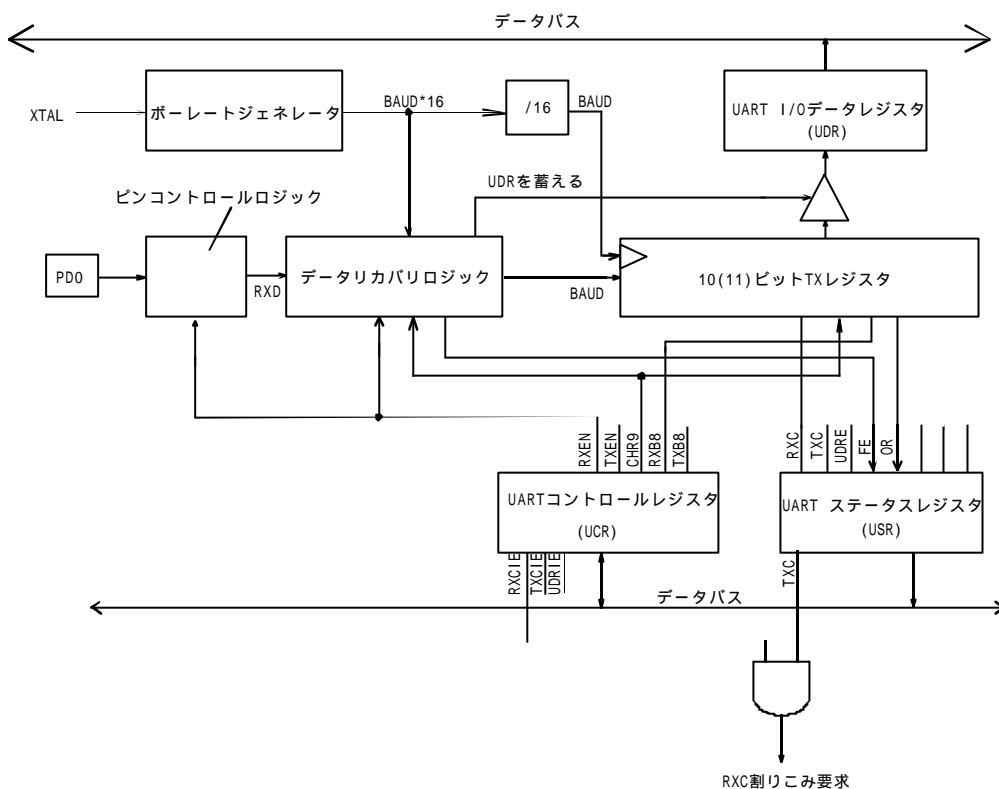 データバス
XTAL
ボーレートジェネレータ
BAUD*16
/16
BAUD
UART I/Oデータレジスタ
(UDR)
UDRを蓄える
ピンコントロールロジック
PD0
RXD
データリカバリロジック
BAUD
10(11)ビットTXレジスタ
RXEN
TXEN
CHR9
RXB8
TXB8
RXC
TXC
UDRE
FE
OR
UARTコントロールレジスタ
(UCR)
UART ステータスレジスタ
(USR)
RXCIE
TXCIE
UDRIE
TXC
データバス
RXC割りこみ要求